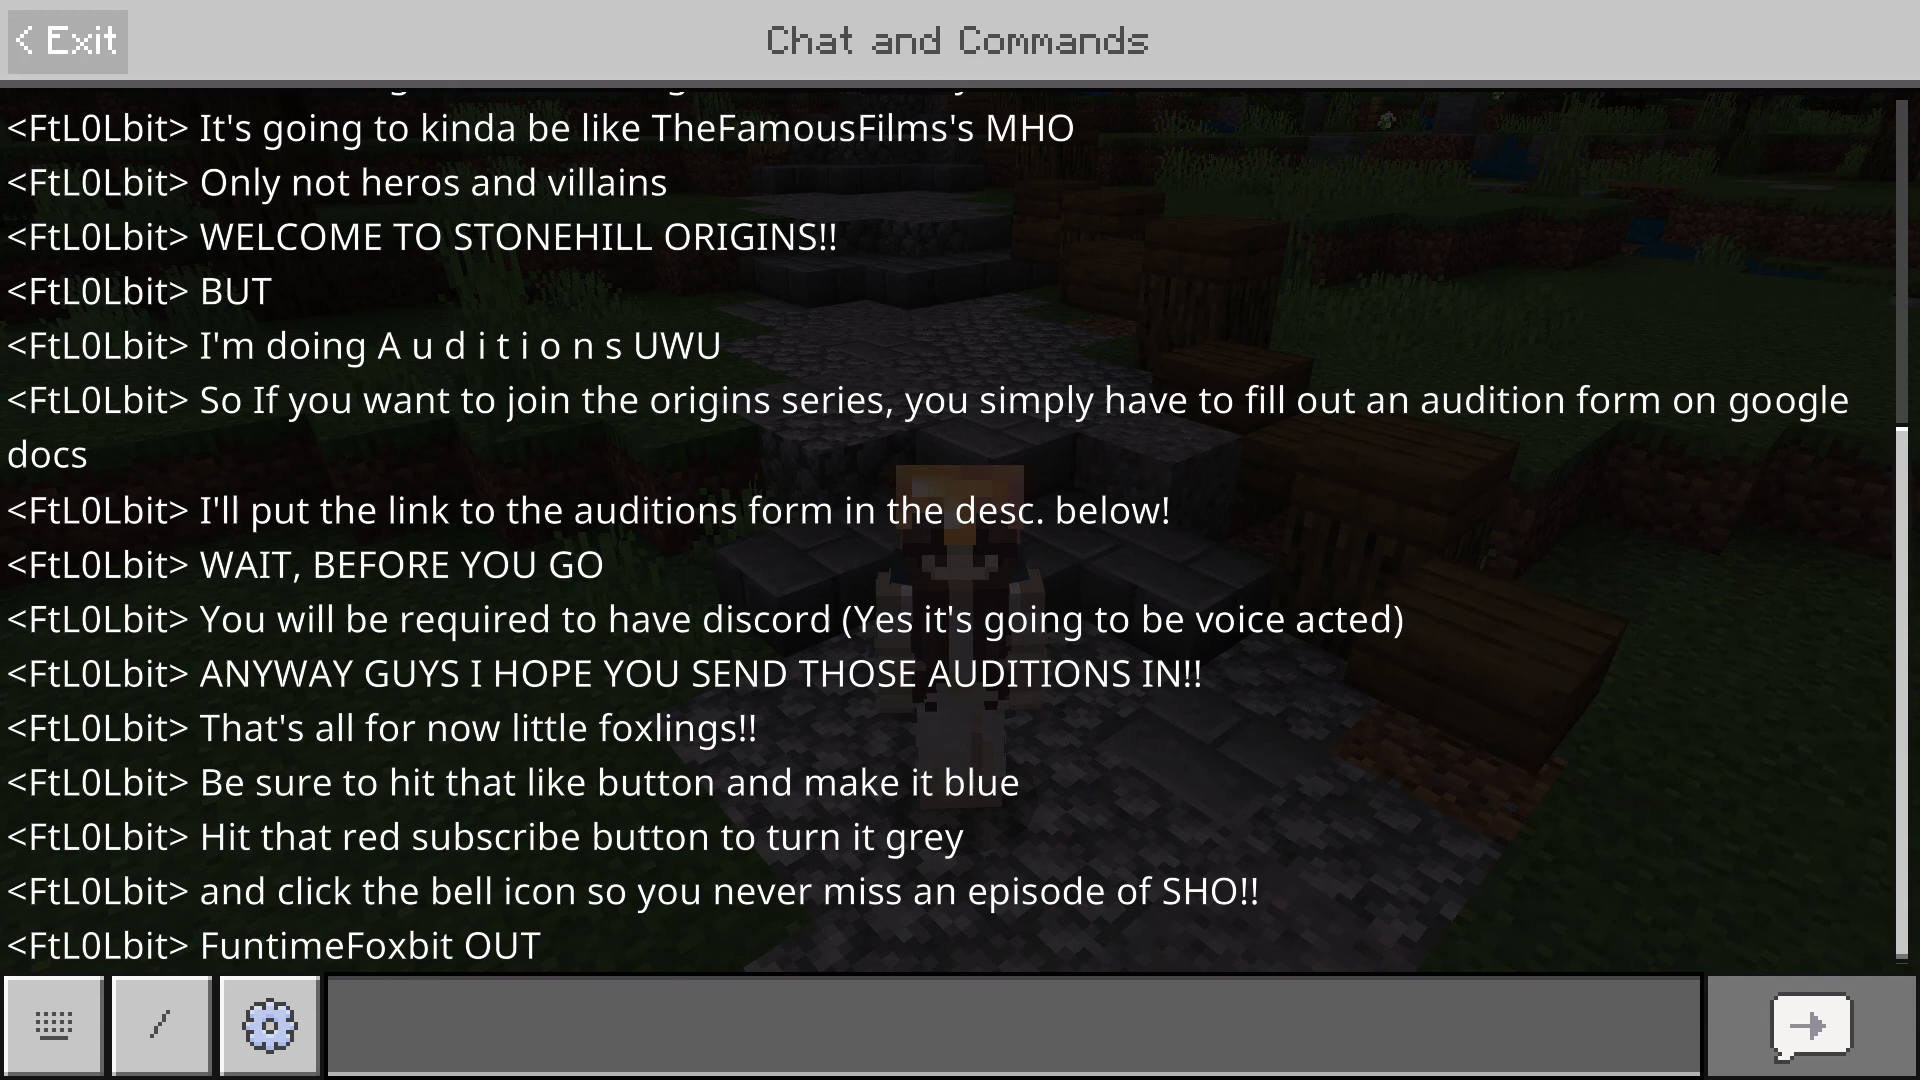 < Exit
Chat and Commands
<FtL0Lbit> It's going to kinda be like TheFamousFilms's MHO
<FtL0Lbit> Only not heros and villains
<FtL0Lbit> WELCOME TO STONEHILL ORIGINS!!
<FtL0Lbit> BUT
<FtL0Lbit> I'm doing A u d i t i o n s UWU
<FtL0Lbit> So If you want to join the origins series, you simply have to fill out an audition form on google
docs
<FtL0Lbit> I'll put the link to the auditions form in the desc. below!
<FtL0Lbit> WAIT, BEFORE YOU GO
<FtL0Lbit> You will be required to have discord (Yes it's going to be voice acted)
<FtL0Lbit> ANYWAY GUYS I HOPE YOU SEND THOSE AUDITIONS IN!!
<FtL0Lbit> That's all for now little foxlings!!
<FtL0Lbit> Be sure to hit that like button and make it blue
<FtL0Lbit> Hit that red subscribe button to turn it grey
<FtL0Lbit> and click the bell icon so you never miss an episode of SHO!!
<FtL0Lbit> FuntimeFoxbit OUT
/